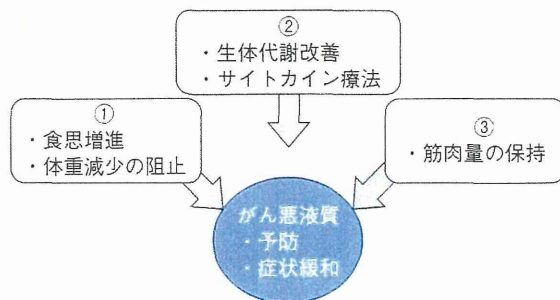 ②
・生体代謝改善
・サイトカイン療法
①
・食思増進
・体重減少の阻止
③
・筋肉量の保持
がん悪液質
・予防
・症状緩和